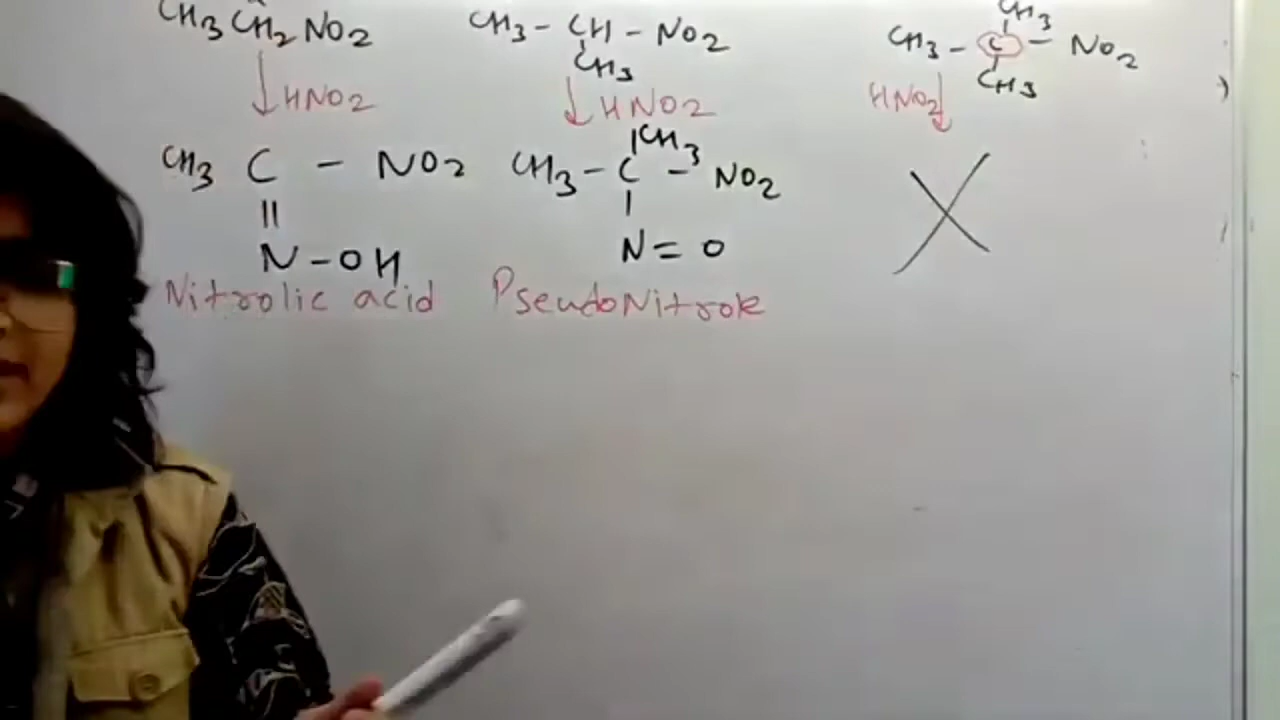 CH3 CH2 NO2
↓HNO2
CH3 C - NO2
||
N-OH
Nitrolic acid
CH3- CH - NO2
CH3
↓HNO2
CH3
CH3-C - NO2
|
N=O
PseudoNitrole
CH3
CH3 - C - NO2
CH3
HNO2↓
X